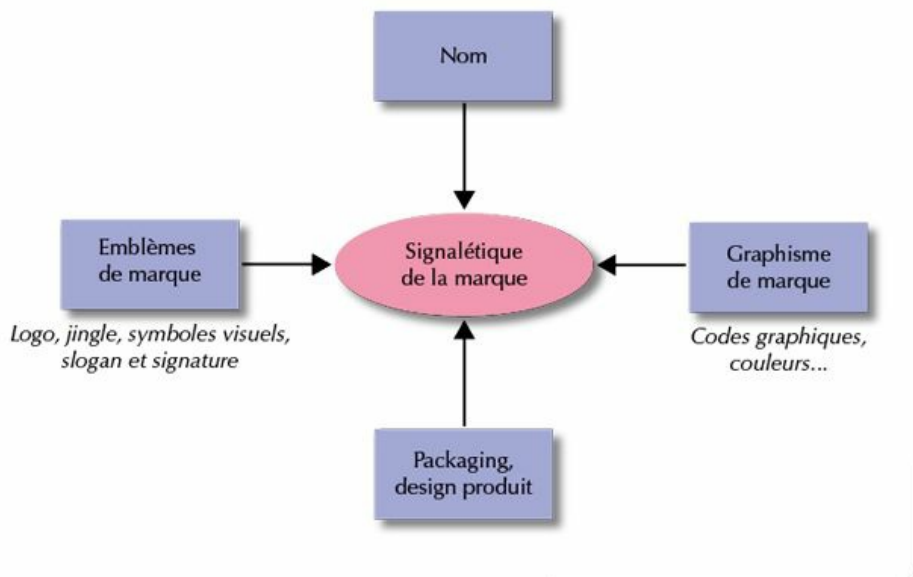 Nom
Emblèmes
de marque
Logo, jingle, symboles visuels,
slogan et signature
Signalétique
de la marque
Graphisme
de marque
Codes graphiques,
couleurs...
Packaging,
design produit